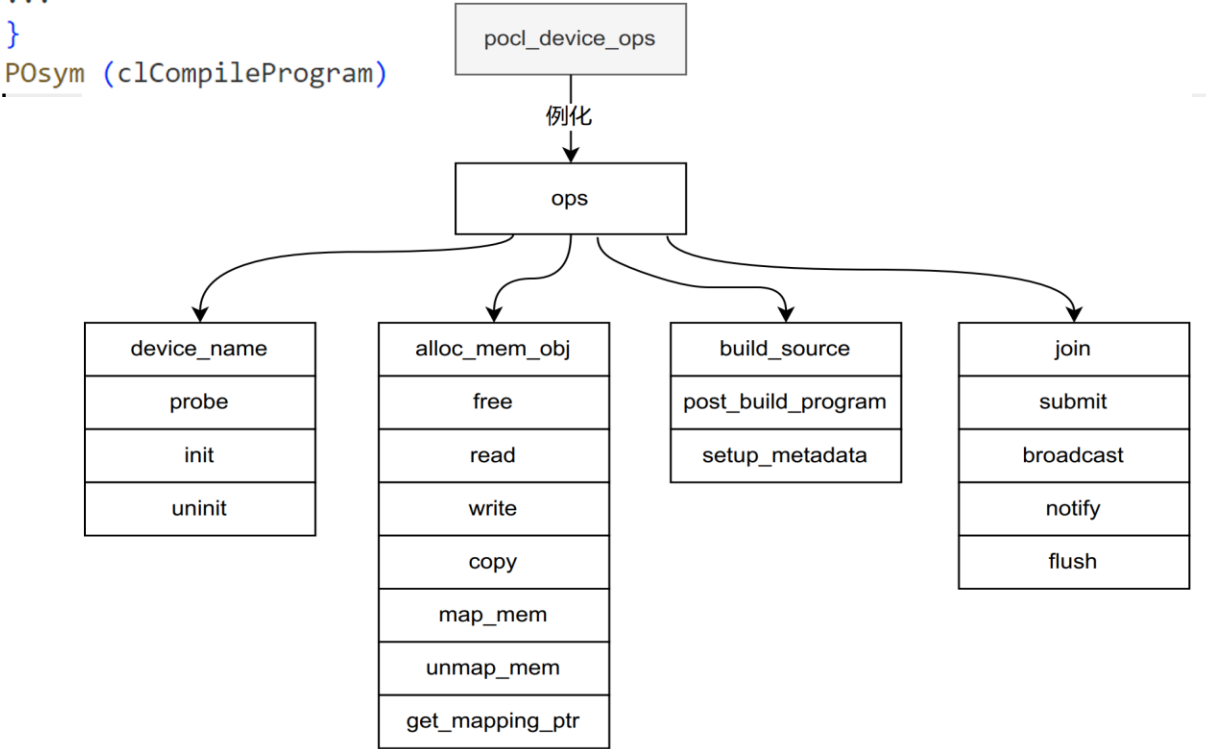 ...
}
POsym (clCompileProgram)
pocl_device_ops
例化
ops
device_name
probe
init
uninit
alloc_mem_obj
free
read
write
copy
map_mem
unmap_mem
get_mapping_ptr
build_source
post_build_program
setup_metadata
join
submit
broadcast
notify
flush